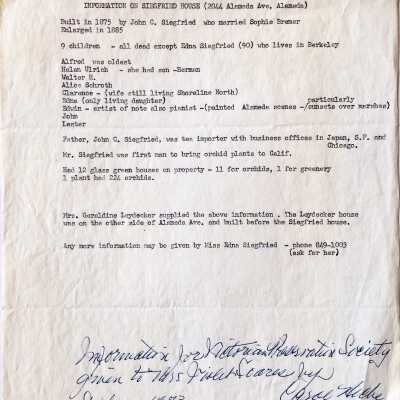 INFORMATION ON SIEGFRIED HOUSE (2044 Alameda Ave, Alameda)
Built in 1875 by John C. Siegfried who married Sophie Bremer
Enlarged in 1885
9 children - all dead except Edna Siegfried (90) who lives in Berkeley
Alfred was oldest
Helen Ulrich - she had son -Herman
Walter H.
Alice Schroth
Clarence - (wife still living Shoreline North)
Edna (only living daughter) particularly
Edwin - artist of note also pianist -(painted Alameda scenes -/sunsets over marshes)
John
Lester
Father, John C. Siegfried, was tea importer with business offices in Japan, S.F. and
Chicago.
Mr. Siegfried was first man to bring orchid plants to Calif.
Had 12 glass green houses on property - 11 for orchids, 1 for greenery
1 plant had 224 orchids.
Mrs. Geraldine Leydecker supplied the above information . The Leydecker house
was on the other side of Alameda Ave. and built before the Siegfried house.
Any more information may be given by Miss Edna Siegfried - phone 849-1003
(ask for her)
Information for Victorian Preservation Society
given to Miss by